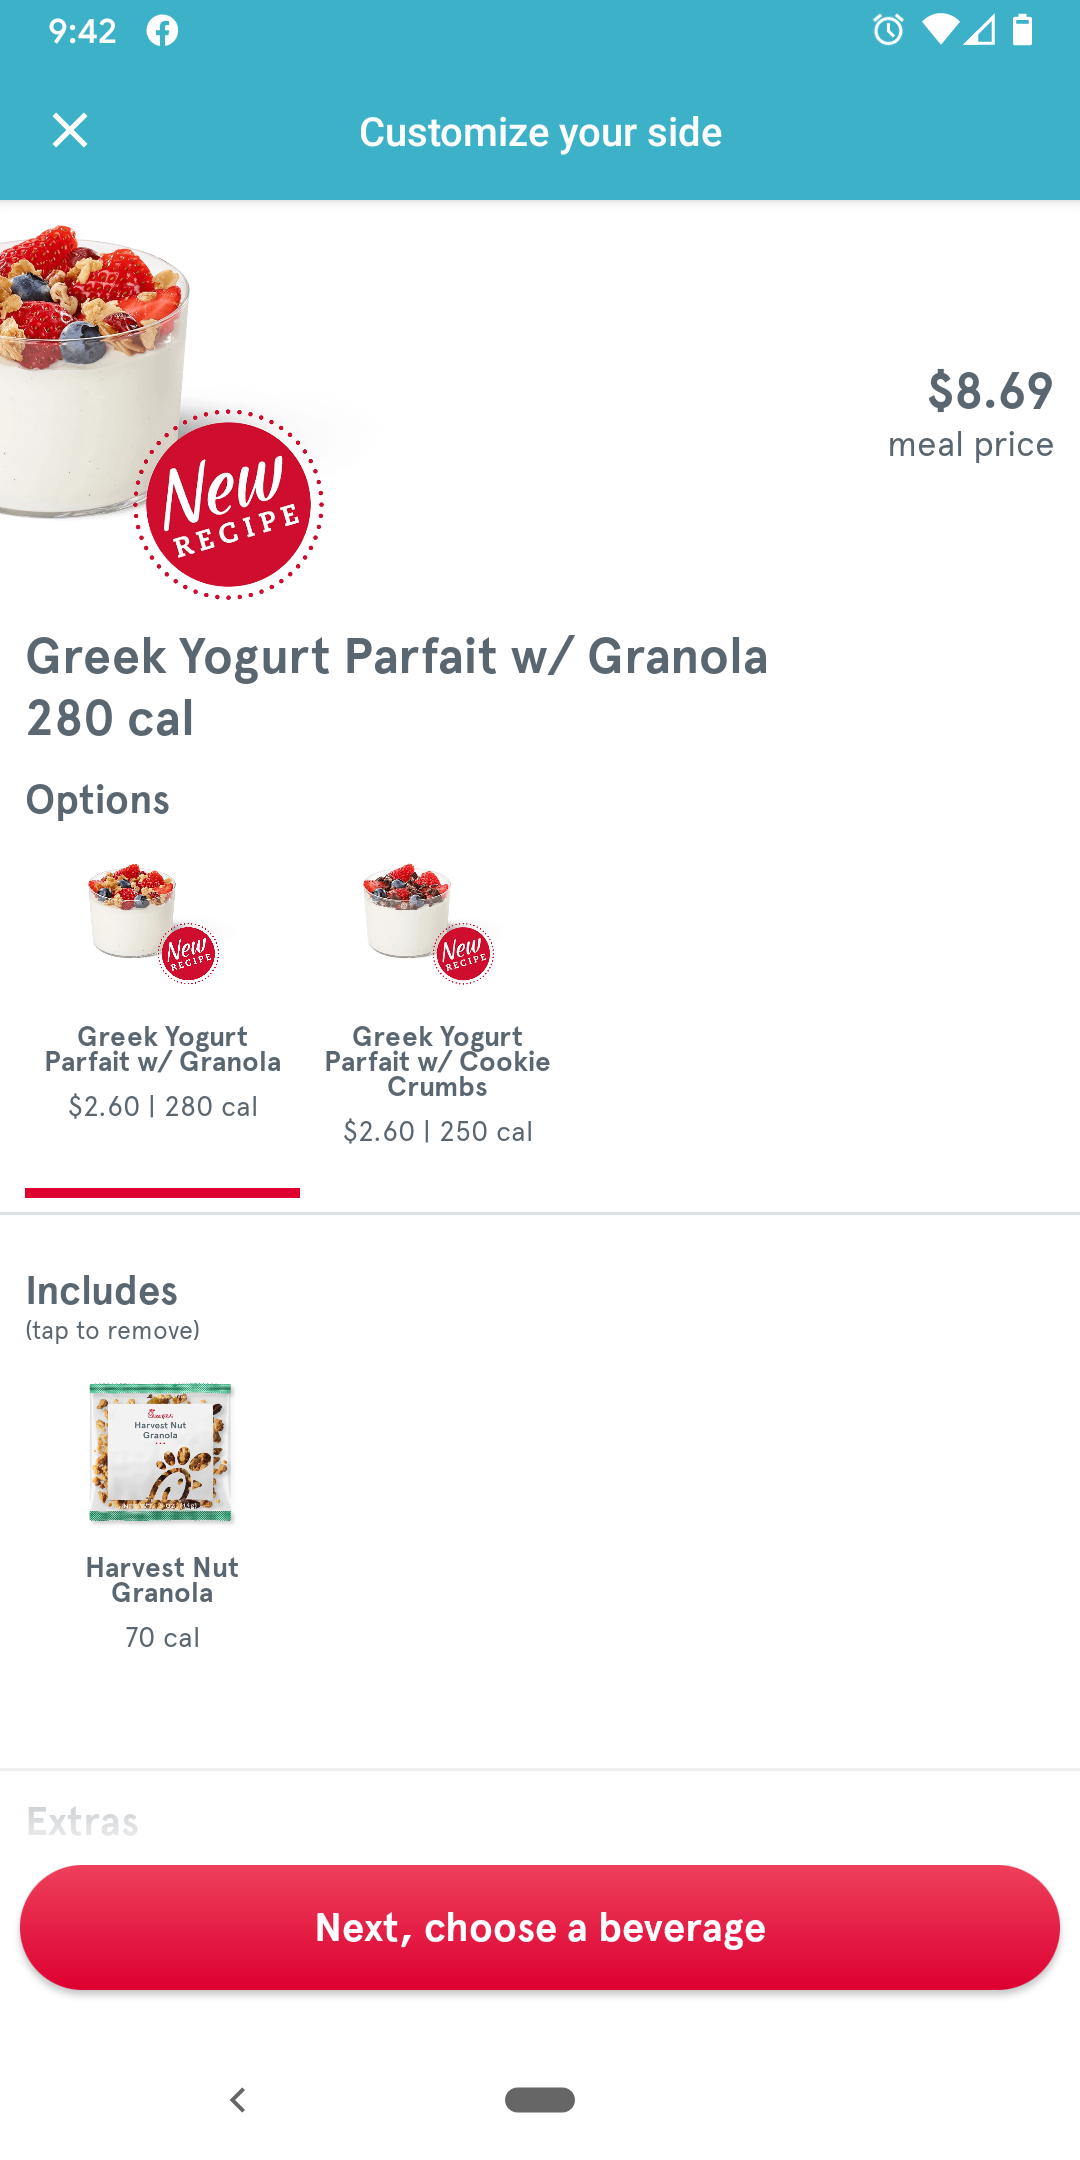 9:42
Customize your side
$8.69
meal price
New
RECIPE
Greek Yogurt Parfait w/ Granola
280 cal
Options
New
RECIPE
New
RECIPE
Greek Yogurt
Parfait w/ Granola
$2.60 | 280 cal
Greek Yogurt
Parfait w/ Cookie
Crumbs
$2.60 | 250 cal
Includes
(tap to remove)
Harvest Nut
Granola
Harvest Nut
Granola
70 cal
Extras
Next, choose a beverage